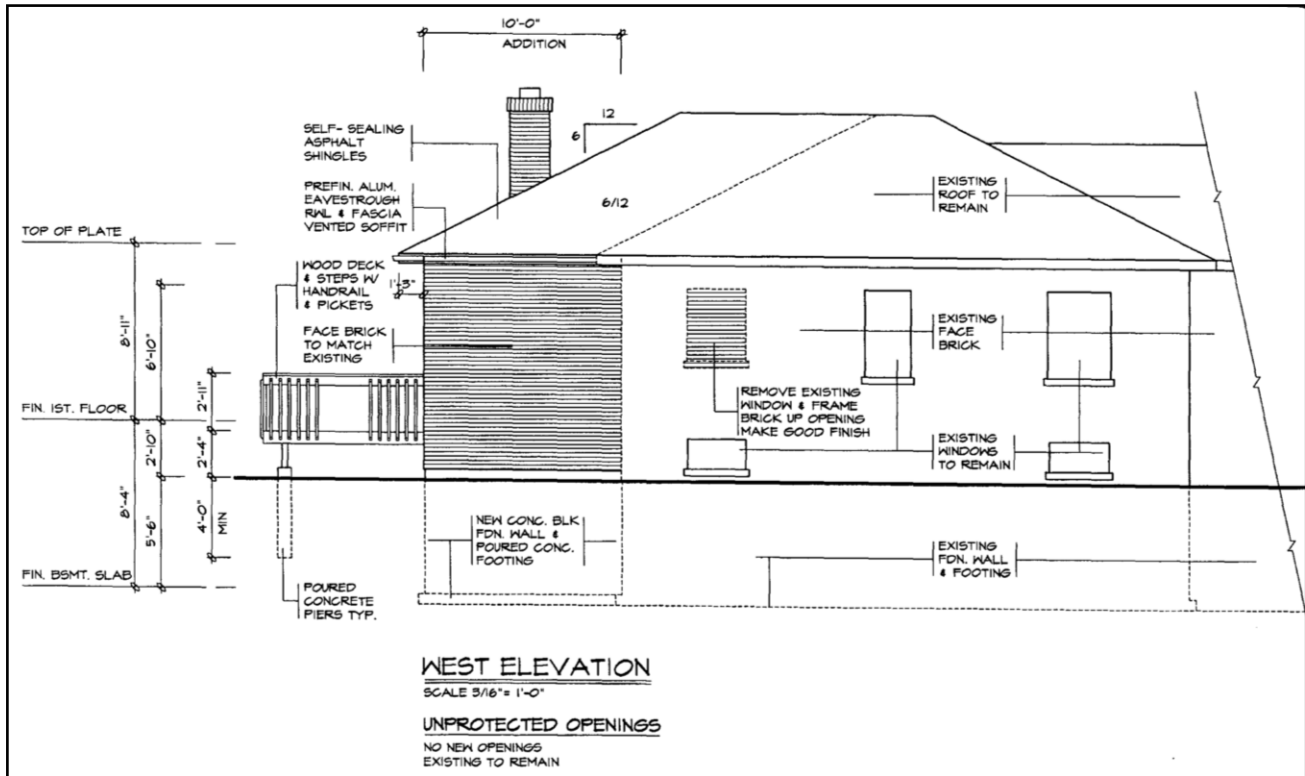 10'-0"
ADDITION
12
6
SELF- SEALING
ASPHALT
SHINGLES
PREFIN. ALUM.
EAVESTROUGH
RWL & FASCIA
VENTED SOFFIT
6/12
EXISTING
ROOF TO
REMAIN
TOP OF PLATE
WOOD DECK
& STEPS W/
HANDRAIL
& PICKETS
1'-3"
FACE BRICK
TO MATCH
EXISTING
EXISTING
FACE
BRICK
8'-11"
6'-10"
2'-11"
REMOVE EXISTING
WINDOW & FRAME
BRICK UP OPENING
MAKE GOOD FINISH
FIN. 1ST. FLOOR
2'-10"
2'-4"
EXISTING
WINDOWS
TO REMAIN
8'-4"
5'-6"
4'-0"
MIN
NEW CONC. BLK
FDN. WALL &
POURED CONC.
FOOTING
EXISTING
FDN. WALL
& FOOTING
FIN. BSMT. SLAB
POURED
CONCRETE
PIERS TYP.
WEST ELEVATION
SCALE 3/16"= 1'-0"
UNPROTECTED OPENINGS
NO NEW OPENINGS
EXISTING TO REMAIN